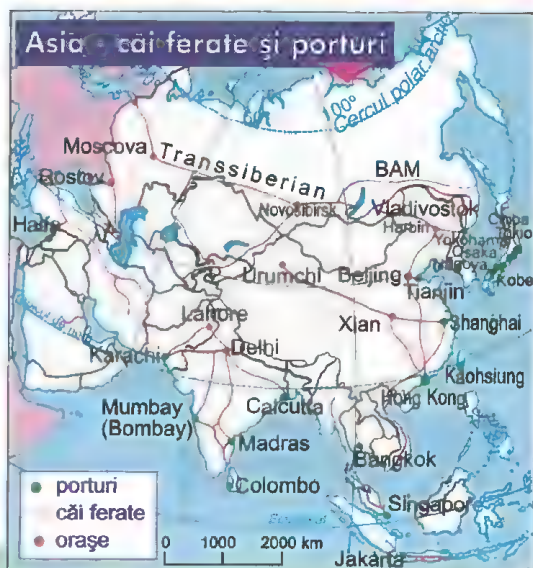 Asia - căi ferate și porturi
100°
Cercul polar arctic
Moscova
Transsiberian
BAM
Rostov
Novosibirsk
Vladivostok
Haifa
Harbin
Yokohama
Tokio
Osaka
Nagoya
Urumchi
Beijing
Kobe
Tianjin
Lahore
Xian
Shanghai
Karachi
Delhi
Kaohsiung
Hong Kong
Mumbay
(Bombay)
Calcutta
Madras
Bangkok
Colombo
Singapor
Jakarta
porturi
căi ferate
orașe
0 1000 2000 km